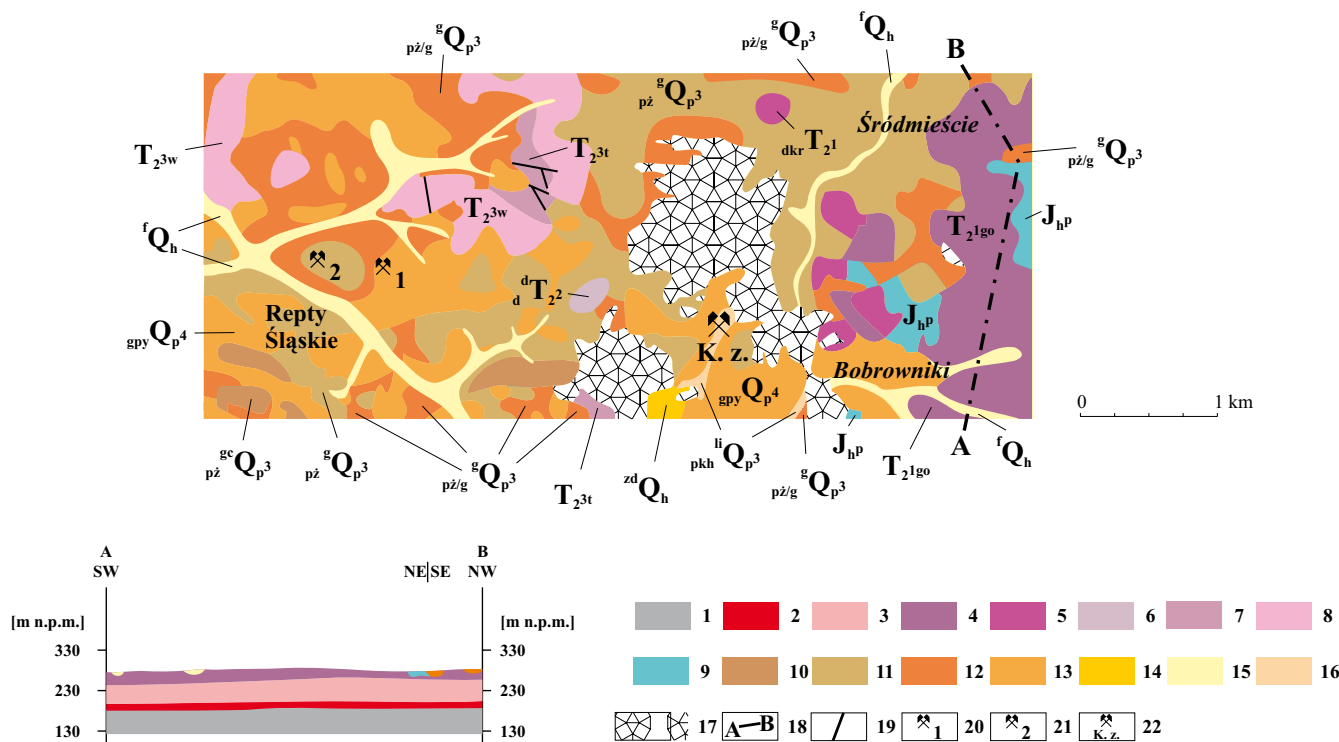 pż/g gQp3
pż/g gQp3
fQh
B
pż gQp3
Śródmieście
dkr T21
T23w
T23t
pż/g gQp3
T23w
T21go
Jhp
fQh
2
1
d dT22
gpy Qp4
Repty
Śląskie
Jhp
K. z.
Bobrowniki
gpy Qp4
0 1 km
pż gcQp3
pż gQp3
pż/g gQp3
T23t
zdQh
pkh liQp3
pż/g gQp3
Jhp
T21go
A
fQh
A B
SW NE|SE NW
[m n.p.m.] [m n.p.m.]
330 330
230 230
130 130
1 2 3 4 5 6 7 8
9 10 11 12 13 14 15 16
17 A B 18 19 1 20 2 21 K. z. 22